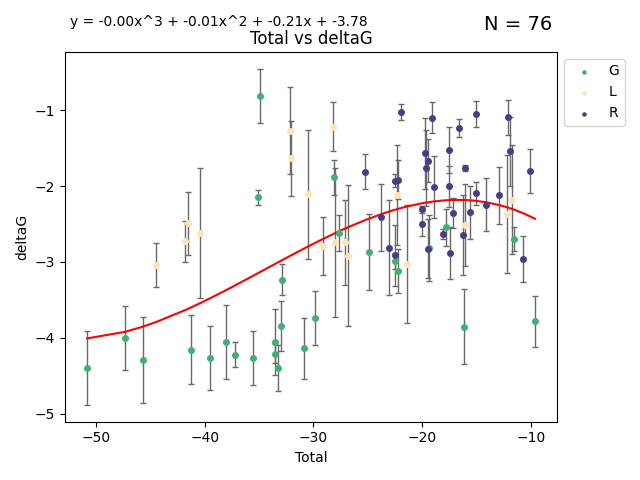 y = -0.00x^3 + -0.01x^2 + -0.21x + -3.78
N = 76
Total vs deltaG
G
L
R
−1
−2
−3
−4
−5
deltaG
−50 −40 −30 −20 −10
Total